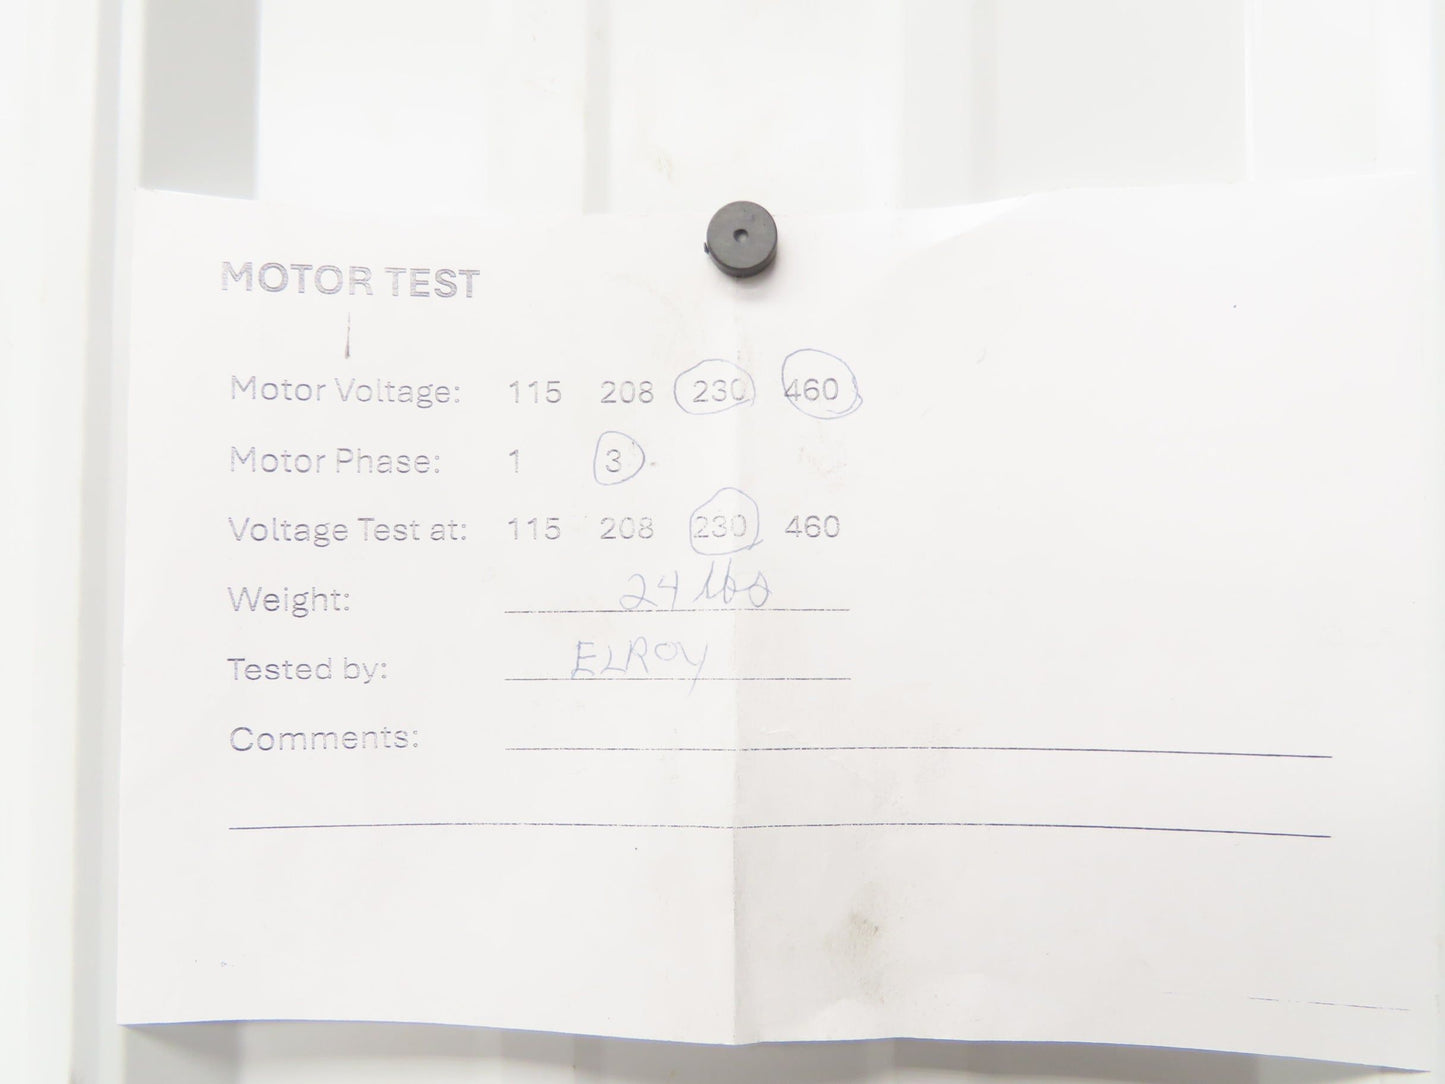 MOTOR TEST
Motor Voltage: 115 208 230 460
Motor Phase: 1 3
Voltage Test at: 115 208 230 460
Weight: 24 lbs
Tested by: ELROY
Comments: